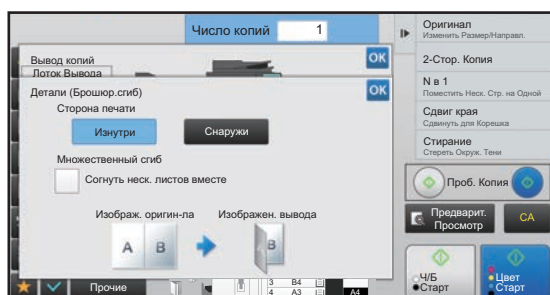 Число копий 1
Вывод копий
OK
Лоток Вывода
Детали (Брошюр.сгиб)
OK
Сторона печати
Изнутри
Снаружи
Множественный сгиб
Согнуть неск. листов вместе
Изображ. оригин-ла
Изображен. вывода
A B
B
Прочие
3 B4
4 A3
A4
Оригинал
Изменить Размер/Направл.
2-Стор. Копия
N в 1
Поместить Неск. Стр. на Одной
Сдвиг края
Сдвинуть для Корешка
Стирание
Стереть Окруж. Тени
Проб. Копия
Предварит.
Просмотр
CA
Ч/Б
Старт
Цвет
Старт